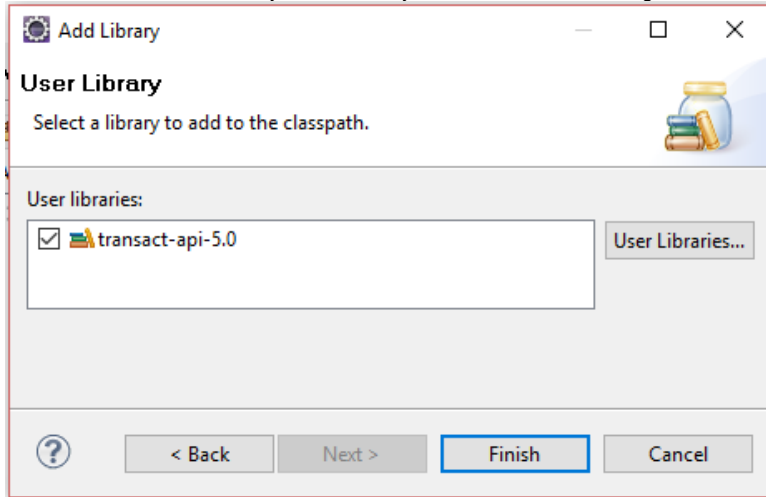 Add Library
User Library
Select a library to add to the classpath.
User libraries:
transact-api-5.0
User Libraries...
?
< Back
Next >
Finish
Cancel